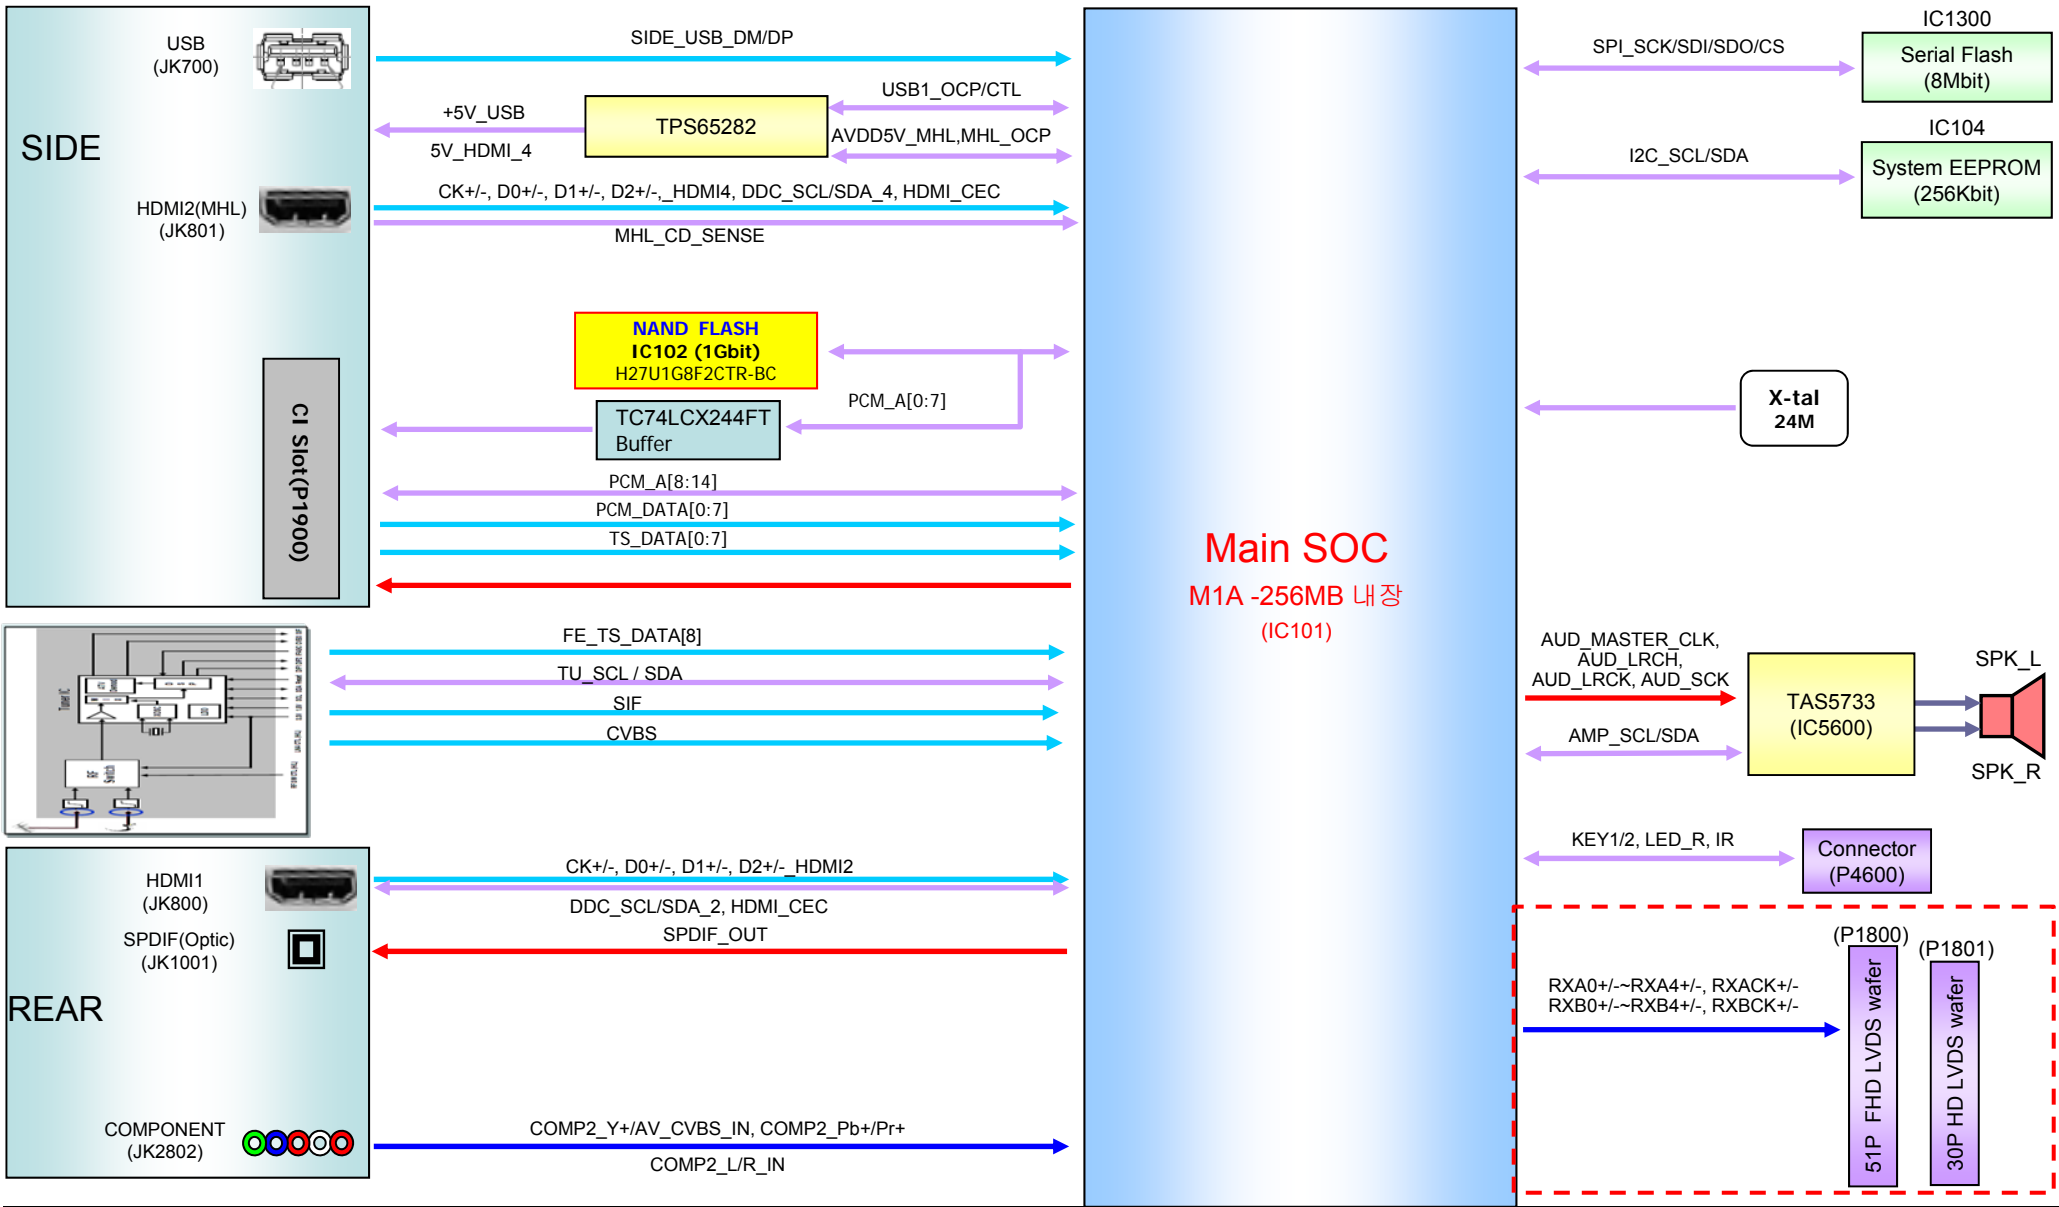 SIDE
USB
(JK700)
HDMI2(MHL)
(JK801)
CI Slot(P1900)
SIDE_USB_DM/DP
+5V_USB
5V_HDMI_4
TPS65282
USB1_OCP/CTL
AVDD5V_MHL,MHL_OCP
CK+/-, D0+/-, D1+/-, D2+/-,_HDMI4, DDC_SCL/SDA_4, HDMI_CEC
MHL_CD_SENSE
NAND FLASH
IC102 (1Gbit)
H27U1G8F2CTR-BC
TC74LCX244FT
Buffer
PCM_A[0:7]
PCM_A[8:14]
PCM_DATA[0:7]
TS_DATA[0:7]
Tuner IC
RF
Switch
FE_TS_DATA[8]
TU_SCL / SDA
SIF
CVBS
REAR
HDMI1
(JK800)
SPDIF(Optic)
(JK1001)
COMPONENT
(JK2802)
CK+/-, D0+/-, D1+/-, D2+/-_HDMI2
DDC_SCL/SDA_2, HDMI_CEC
SPDIF_OUT
COMP2_Y+/AV_CVBS_IN, COMP2_Pb+/Pr+
COMP2_L/R_IN
Main SOC
M1A -256MB 내장
(IC101)
SPI_SCK/SDI/SDO/CS
IC1300
Serial Flash
(8Mbit)
I2C_SCL/SDA
IC104
System EEPROM
(256Kbit)
X-tal
24M
AUD_MASTER_CLK,
AUD_LRCH,
AUD_LRCK, AUD_SCK
AMP_SCL/SDA
TAS5733
(IC5600)
SPK_L
SPK_R
KEY1/2, LED_R, IR
Connector
(P4600)
RXA0+/-~RXA4+/-, RXACK+/-
RXB0+/-~RXB4+/-, RXBCK+/-
(P1800)
51P FHD LVDS wafer
(P1801)
30P HD LVDS wafer